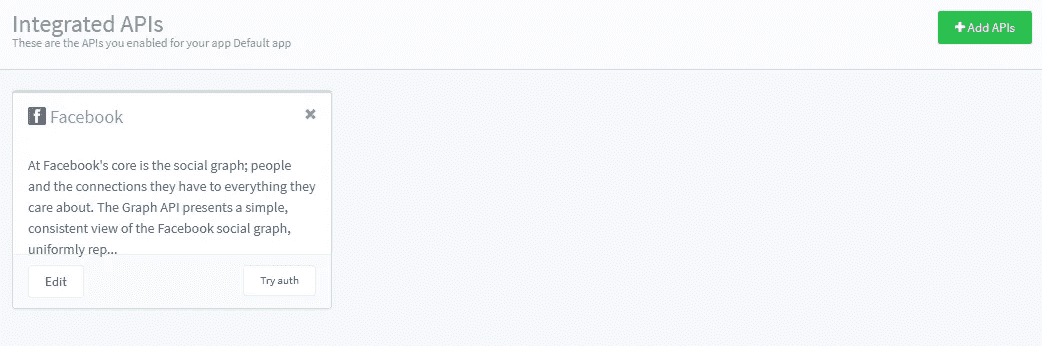 Integrated APIs
These are the APIs you enabled for your app Default app
Add APIs
Facebook
At Facebook's core is the social graph; people
and the connections they have to everything they
care about. The Graph API presents a simple,
consistent view of the Facebook social graph,
uniformly rep...
Edit
Try auth